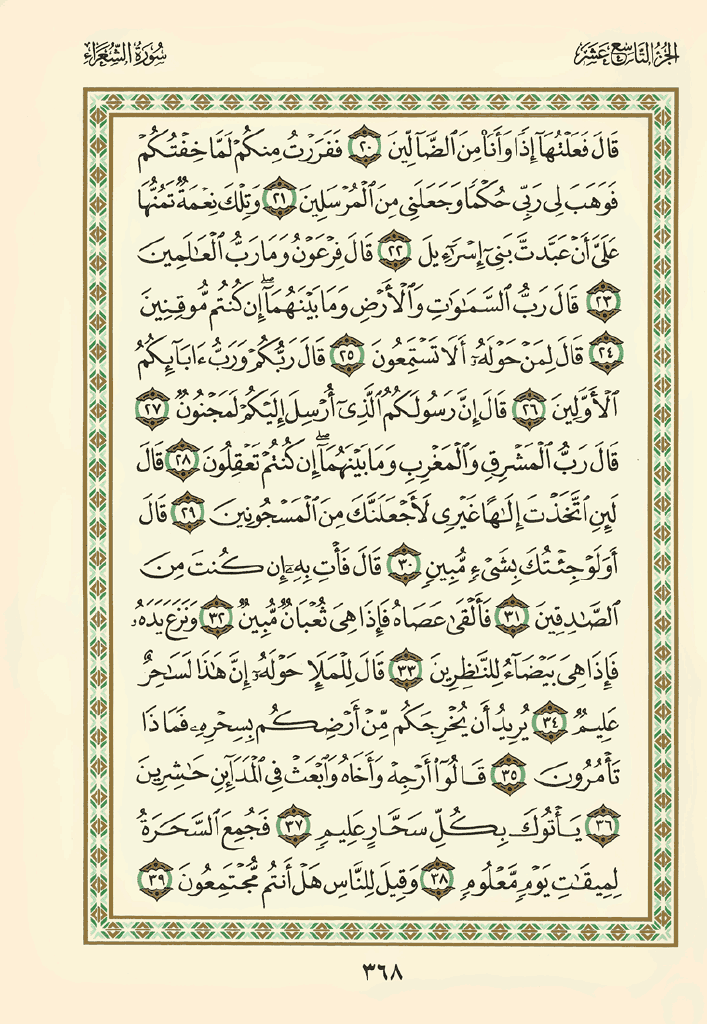 الجزء التاسع عشر
سورة الشعراء
قَالَ فَعَلْتُهَآ إِذًا وَأَنَا۠ مِنَ ٱلضَّآلِّينَ ٢٠ فَفَرَرْتُ مِنكُمْ لَمَّا خِفْتُكُمْ
فَوَهَبَ لِى رَبِّى حُكْمًا وَجَعَلَنِى مِنَ ٱلْمُرْسَلِينَ ٢١ وَتِلْكَ نِعْمَةٌ تَمُنُّهَا
عَلَىَّ أَنْ عَبَّدتَّ بَنِىٓ إِسْرَٰٓءِيلَ ٢٢ قَالَ فِرْعَوْنُ وَمَا رَبُّ ٱلْعَٰلَمِينَ
٢٣ قَالَ رَبُّ ٱلسَّمَٰوَٰتِ وَٱلْأَرْضِ وَمَا بَيْنَهُمَآ ۖ إِن كُنتُم مُّوقِنِينَ
٢٤ قَالَ لِمَنْ حَوْلَهُۥٓ أَلَا تَسْتَمِعُونَ ٢٥ قَالَ رَبُّكُمْ وَرَبُّ ءَابَآئِكُمُ
ٱلْأَوَّلِينَ ٢٦ قَالَ إِنَّ رَسُولَكُمُ ٱلَّذِىٓ أُرْسِلَ إِلَيْكُمْ لَمَجْنُونٌ ٢٧
قَالَ رَبُّ ٱلْمَشْرِقِ وَٱلْمَغْرِبِ وَمَا بَيْنَهُمَآ ۖ إِن كُنتُمْ تَعْقِلُونَ ٢٨ قَالَ
لَئِنِ ٱتَّخَذْتَ إِلَٰهًا غَيْرِى لَأَجْعَلَنَّكَ مِنَ ٱلْمَسْجُونِينَ ٢٩ قَالَ
أَوَلَوْ جِئْتُكَ بِشَىْءٍ مُّبِينٍ ٣٠ قَالَ فَأْتِ بِهِۦٓ إِن كُنتَ مِنَ
ٱلصَّٰدِقِينَ ٣١ فَأَلْقَىٰ عَصَاهُ فَإِذَا هِىَ ثُعْبَانٌ مُّبِينٌ ٣٢ وَنَزَعَ يَدَهُۥ
فَإِذَا هِىَ بَيْضَآءُ لِلنَّٰظِرِينَ ٣٣ قَالَ لِلْمَلَإِ حَوْلَهُۥٓ إِنَّ هَٰذَا لَسَٰحِرٌ
عَلِيمٌ ٣٤ يُرِيدُ أَن يُخْرِجَكُم مِّنْ أَرْضِكُم بِسِحْرِهِۦ فَمَاذَا
تَأْمُرُونَ ٣٥ قَالُوٓا۟ أَرْجِهْ وَأَخَاهُ وَٱبْعَثْ فِى ٱلْمَدَآئِنِ حَٰشِرِينَ
٣٦ يَأْتُوكَ بِكُلِّ سَحَّارٍ عَلِيمٍ ٣٧ فَجُمِعَ ٱلسَّحَرَةُ
لِمِيقَٰتِ يَوْمٍ مَّعْلُومٍ ٣٨ وَقِيلَ لِلنَّاسِ هَلْ أَنتُم مُّجْتَمِعُونَ ٣٩
٣٦٨